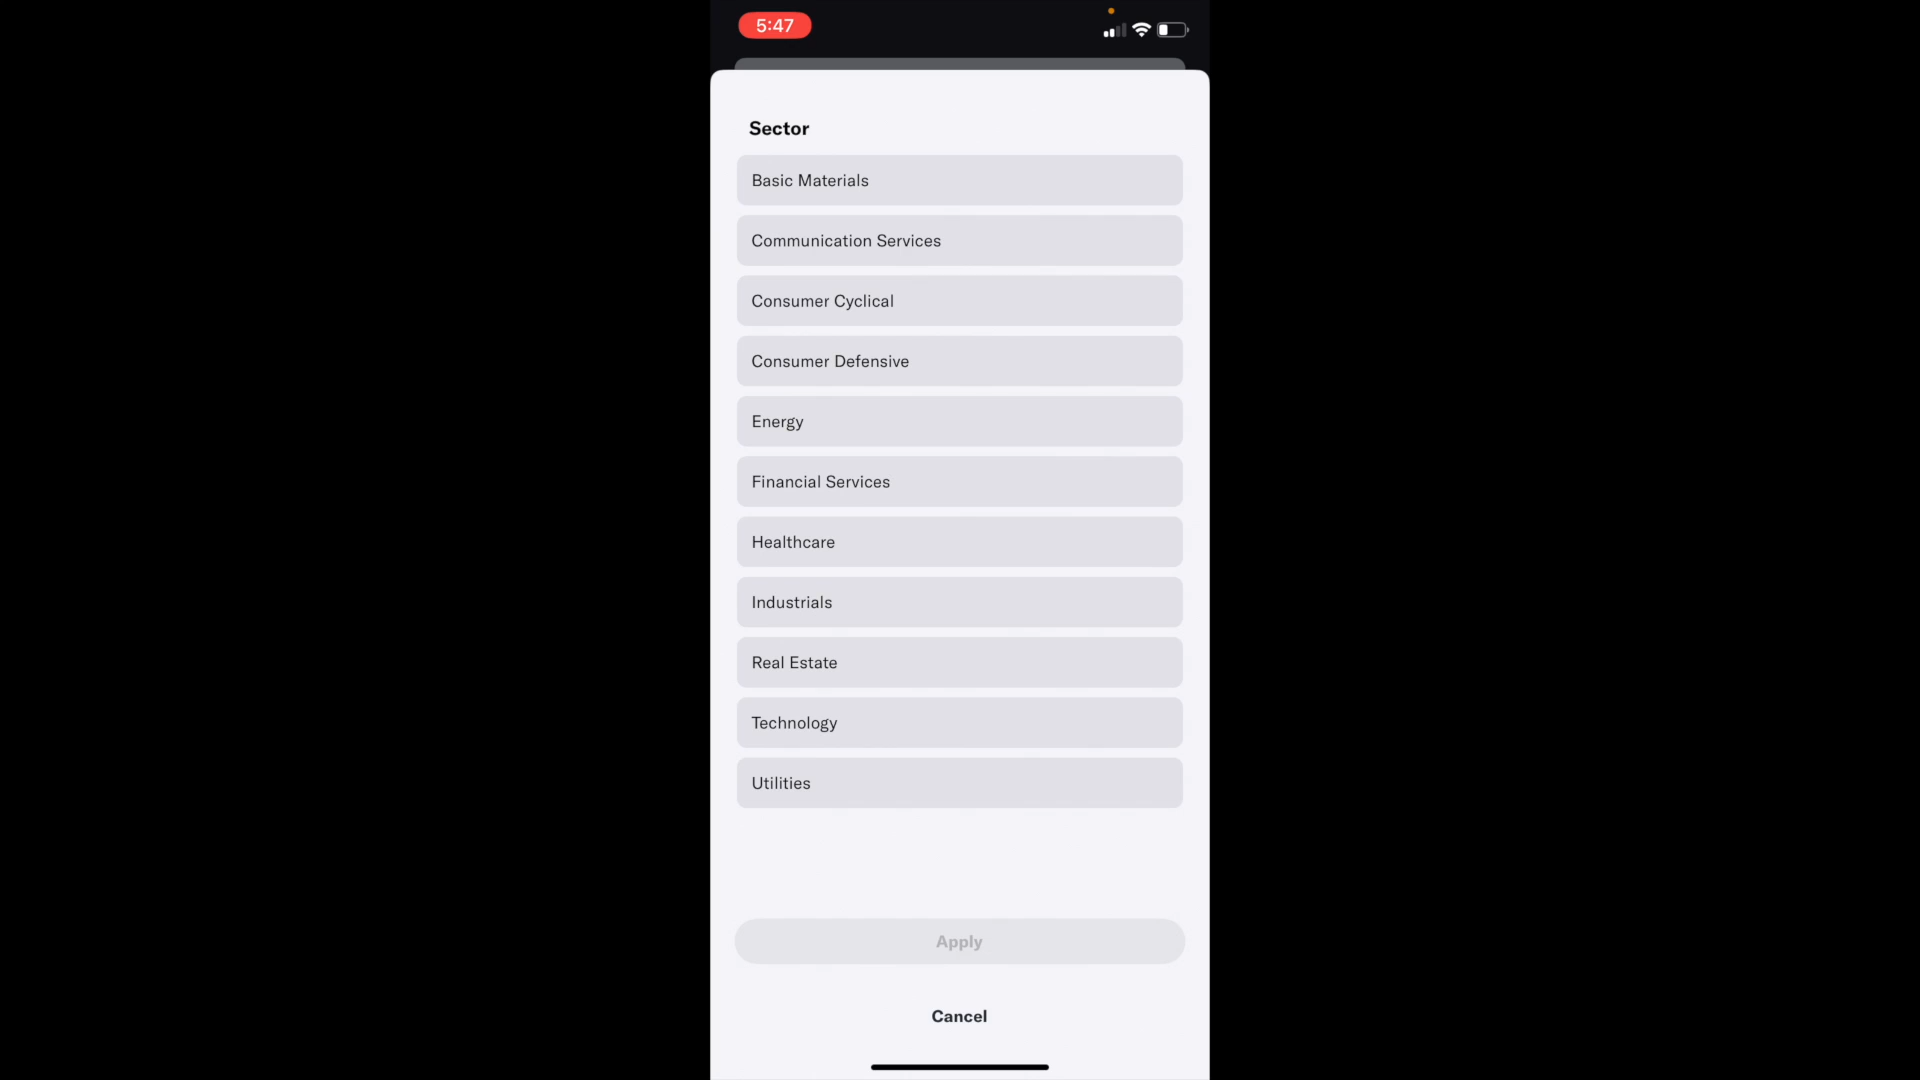 5:47
Sector
Basic Materials
Communication Services
Consumer Cyclical
Consumer Defensive
Energy
Financial Services
Healthcare
Industrials
Real Estate
Technology
Utilities
Apply
Cancel